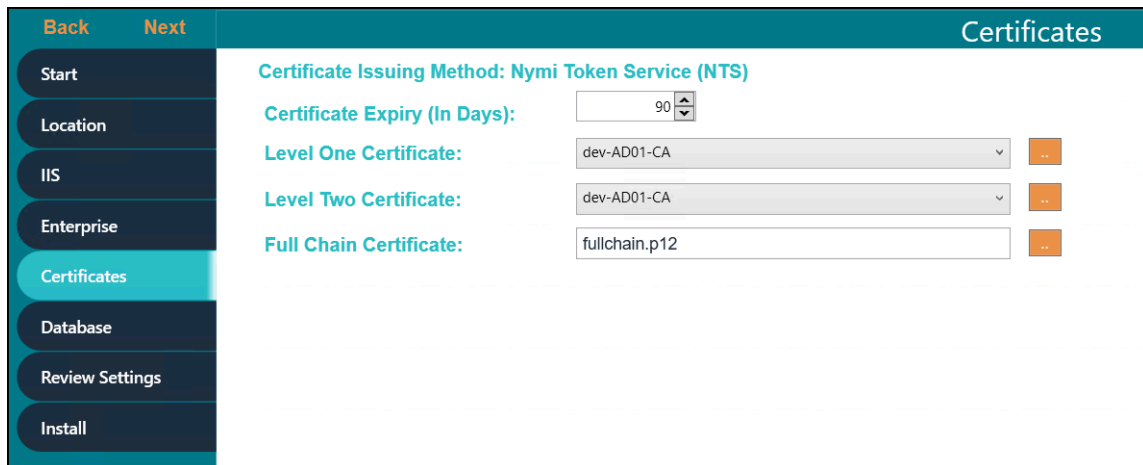 Back Next
Certificates
Start
Location
IIS
Enterprise
Certificates
Database
Review Settings
Install
Certificate Issuing Method: Nymi Token Service (NTS)
Certificate Expiry (In Days): 90
Level One Certificate: dev-AD01-CA ..
Level Two Certificate: dev-AD01-CA ..
Full Chain Certificate: fullchain.p12 ..